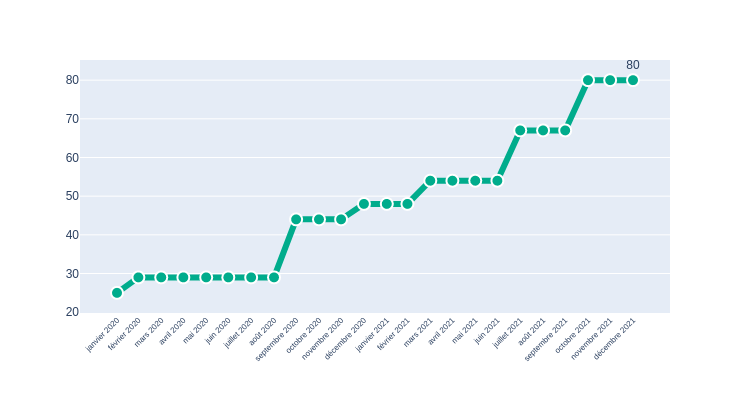 80
80
70
60
50
40
30
20
janvier 2020
février 2020
mars 2020
avril 2020
mai 2020
juin 2020
juillet 2020
août 2020
septembre 2020
octobre 2020
novembre 2020
décembre 2020
janvier 2021
février 2021
mars 2021
avril 2021
mai 2021
juin 2021
juillet 2021
août 2021
septembre 2021
octobre 2021
novembre 2021
décembre 2021